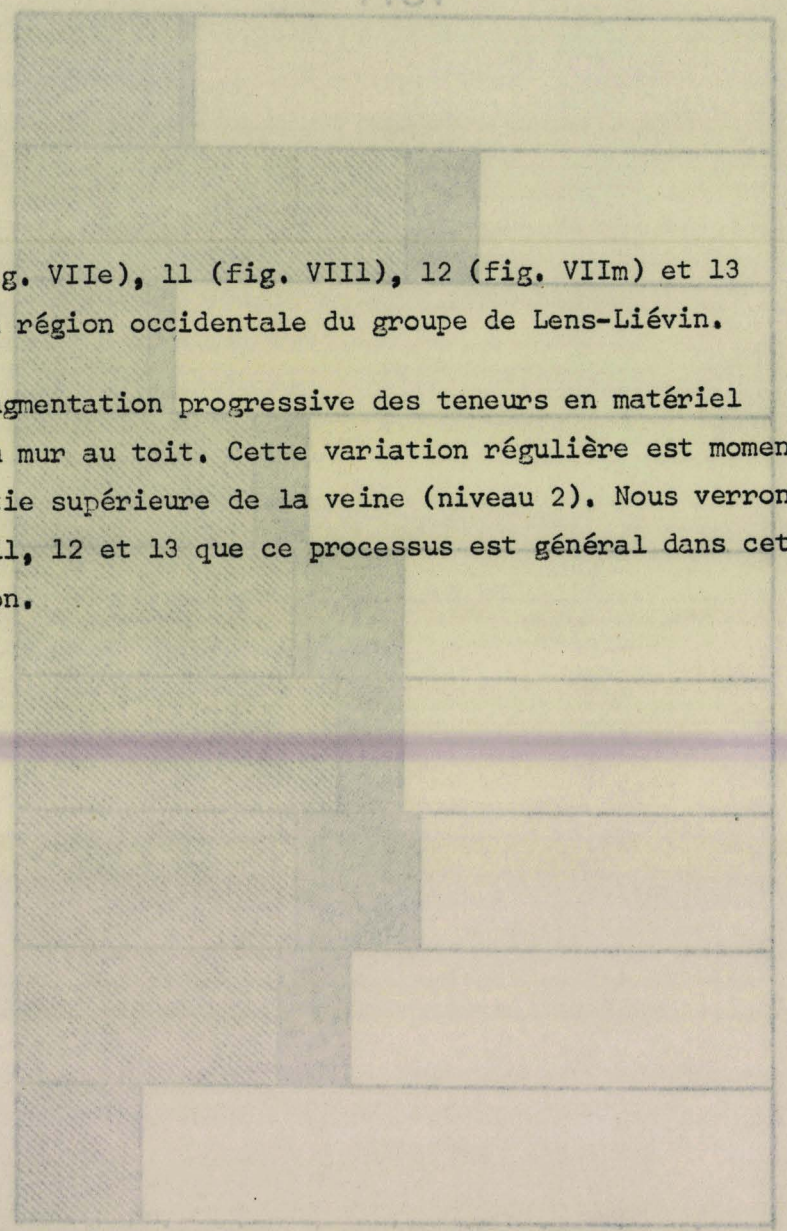 g. VIIe), 11 (fig. VIIl), 12 (fig. VIIm) et 13
région occidentale du groupe de Lens-Liévin.
gmentation progressive des teneurs en matériel
mur au toit. Cette variation régulière est momen
ie supérieure de la veine (niveau 2). Nous verron
12 et 13 que ce processus est général dans cet
on.